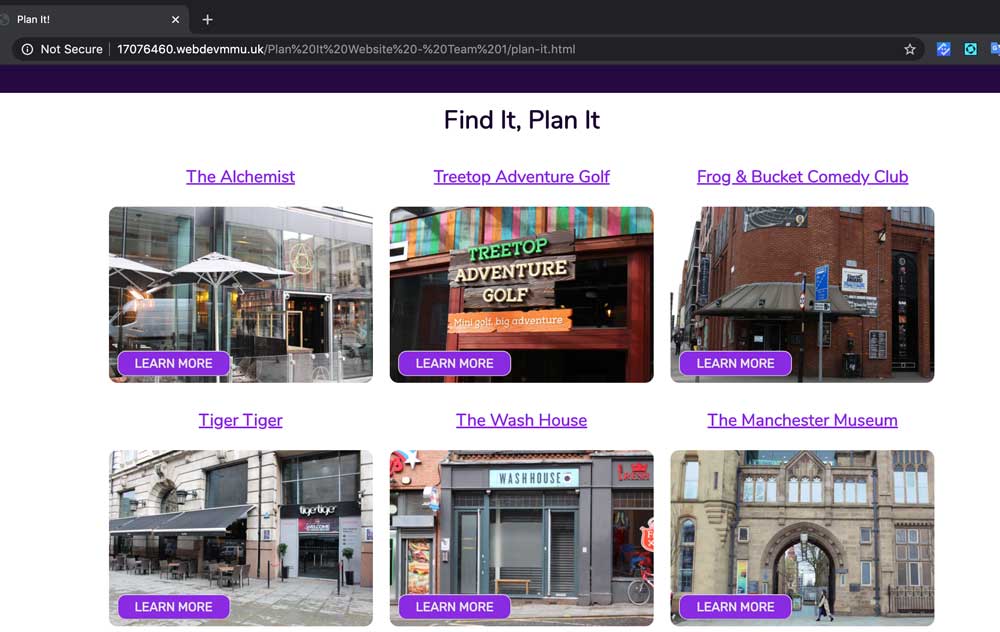 Plan It!
Not Secure
17076460.webdevmmu.uk/Plan%20It%20Website%20-%20Team%201/plan-it.html
Find It, Plan It
The Alchemist
Treetop Adventure Golf
Frog & Bucket Comedy Club
TREETOP
ADVENTURE
GOLF
Mini golf, big adventure
LEARN MORE
LEARN MORE
LEARN MORE
Tiger Tiger
The Wash House
The Manchester Museum
tigertiger
WELCOME
WASHHOUSE
LEARN MORE
LEARN MORE
LEARN MORE